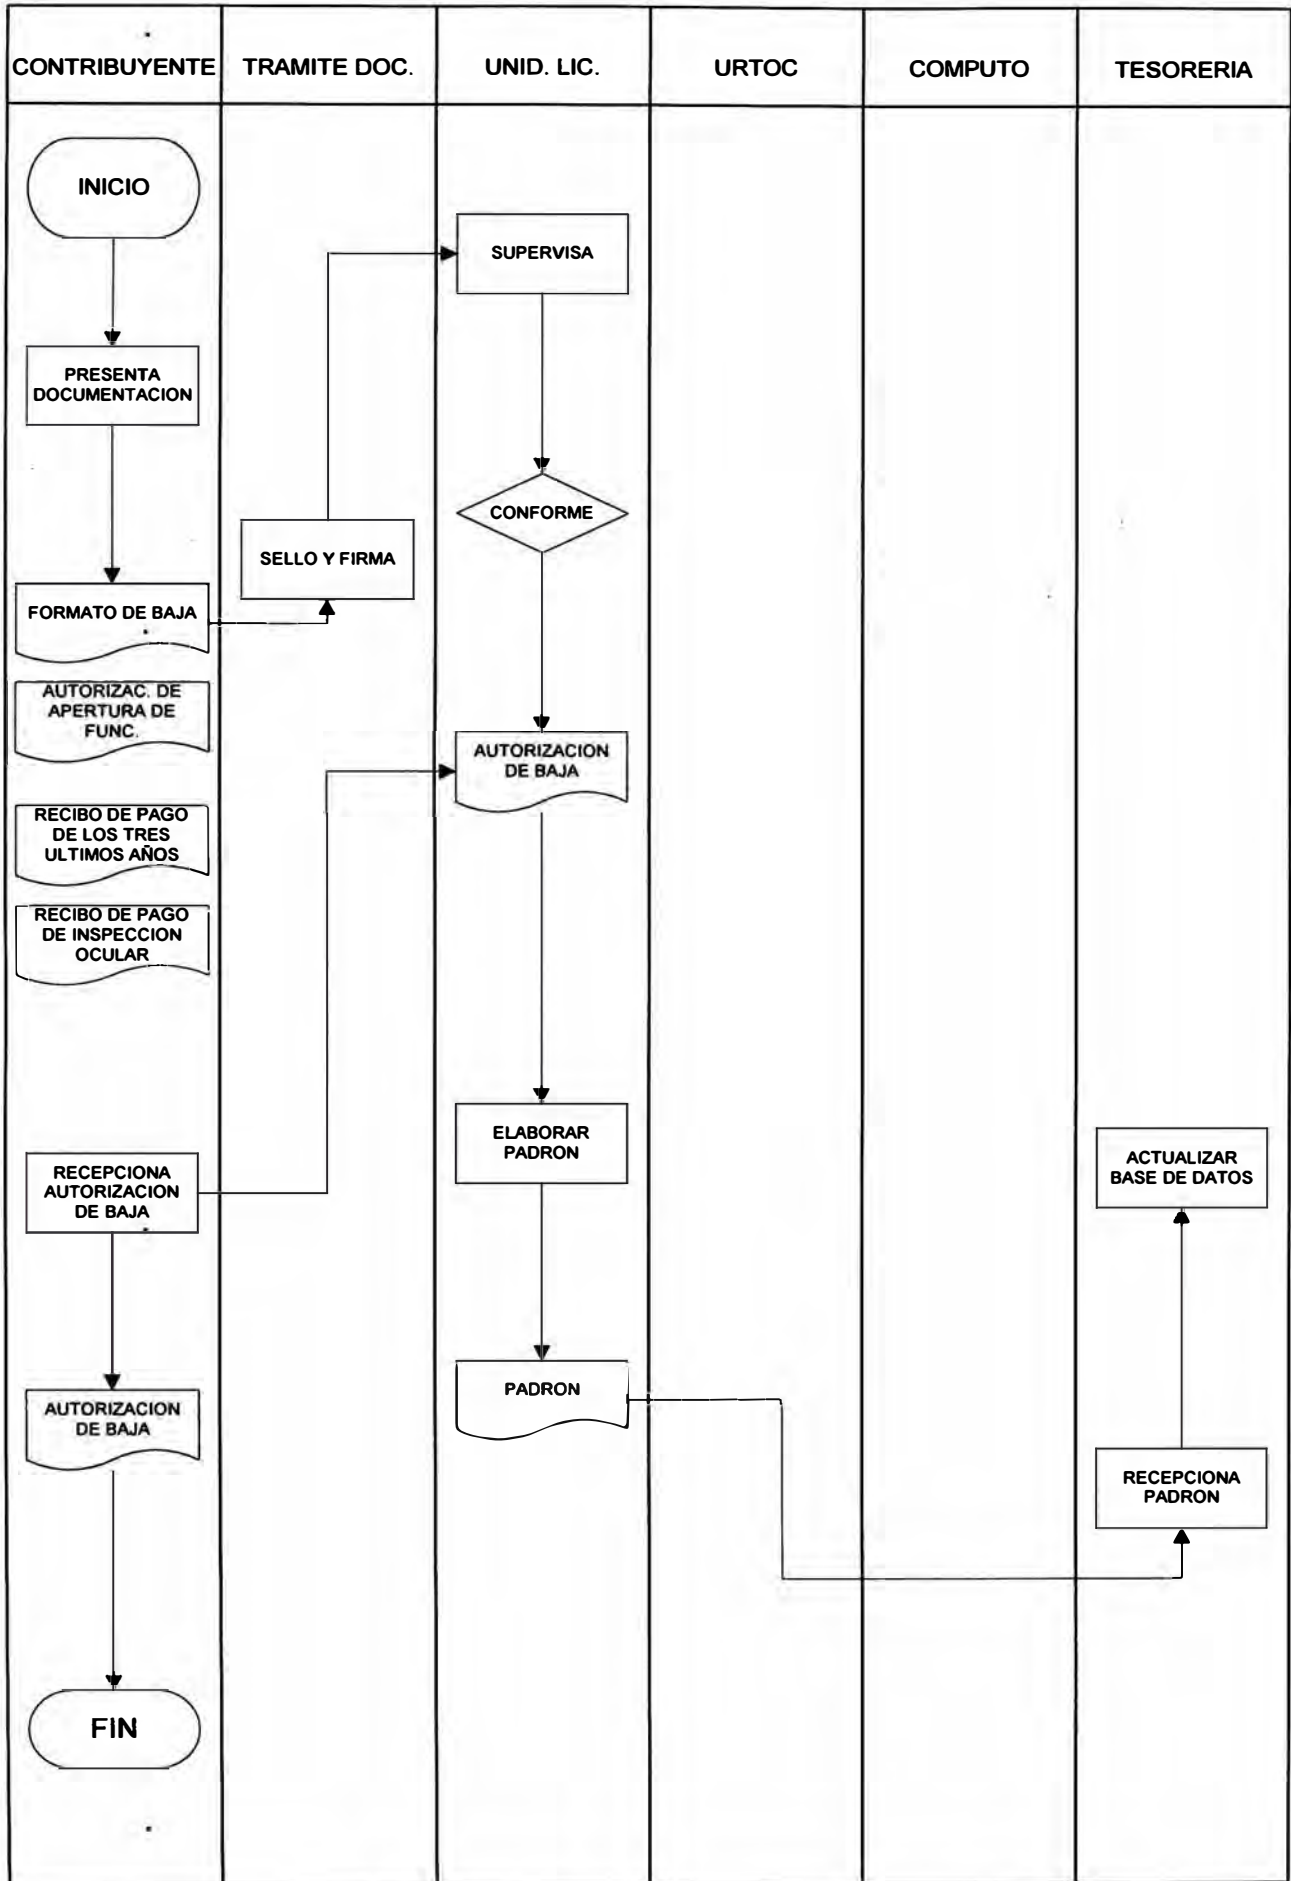 CONTRIBUYENTE
TRAMITE DOC.
UNID. LIC.
URTOC
COMPUTO
TESORERIA
INICIO
SUPERVISA
PRESENTA
DOCUMENTACION
CONFORME
SELLO Y FIRMA
FORMATO DE BAJA
AUTORIZAC. DE
APERTURA DE
FUNC.
AUTORIZACION
DE BAJA
RECIBO DE PAGO
DE LOS TRES
ULTIMOS AÑOS
RECIBO DE PAGO
DE INSPECCION
OCULAR
ELABORAR
PADRON
ACTUALIZAR
BASE DE DATOS
RECEPCIONA
AUTORIZACION
DE BAJA
PADRON
AUTORIZACION
DE BAJA
RECEPCIONA
PADRON
FIN